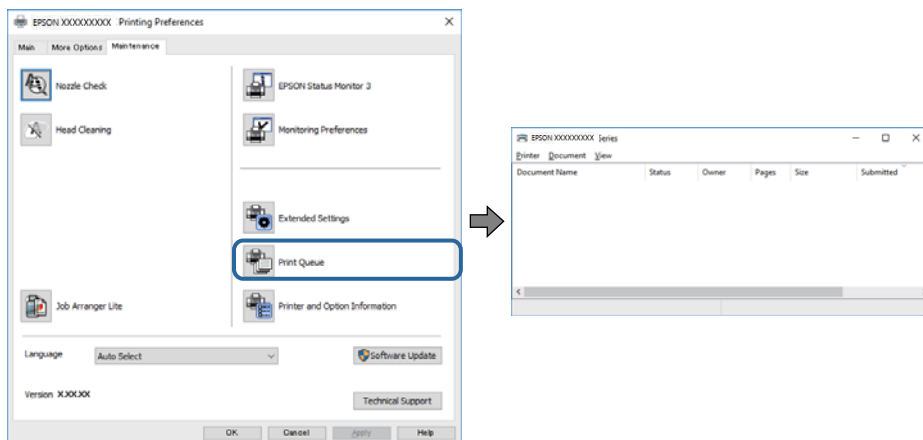 EPSON XXXXXXXXX Printing Preferences
Main More Options Maintenance
Nozzle Check
EPSON Status Monitor 3
Head Cleaning
Monitoring Preferences
Extended Settings
Print Queue
Job Arranger Lite
Printer and Option Information
Language Auto Select Software Update
Version X.XX.XX
Technical Support
OK Cancel Apply Help
EPSON XXXXXXXXX Series
Printer Document View
Document Name Status Owner Pages Size Submitted